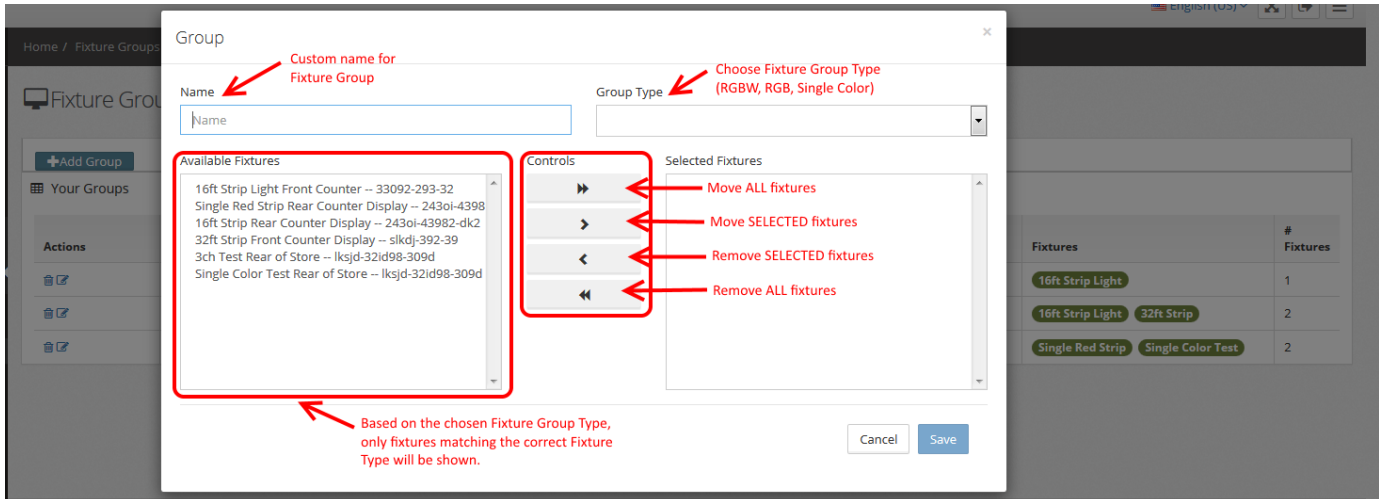 English (US)
Home / Fixture Groups
Group
×
Custom name for
Fixture Group
Choose Fixture Group Type
(RGBW, RGB, Single Color)
Fixture Grou
Name
Group Type
Name
Add Group
Available Fixtures
Controls
Selected Fixtures
Your Groups
16ft Strip Light Front Counter -- 33092-293-32
Single Red Strip Rear Counter Display -- 243oi-4398
16ft Strip Rear Counter Display -- 243oi-43982-dk2
32ft Strip Front Counter Display -- slkdj-392-39
3ch Test Rear of Store -- lksjd-32id98-309d
Single Color Test Rear of Store -- lksjd-32id98-309d
Move ALL fixtures
Move SELECTED fixtures
Remove SELECTED fixtures
Remove ALL fixtures
Actions
Fixtures
#
Fixtures
16ft Strip Light
1
16ft Strip Light 32ft Strip
2
Single Red Strip Single Color Test
2
Based on the chosen Fixture Group Type,
only fixtures matching the correct Fixture
Type will be shown.
Cancel
Save